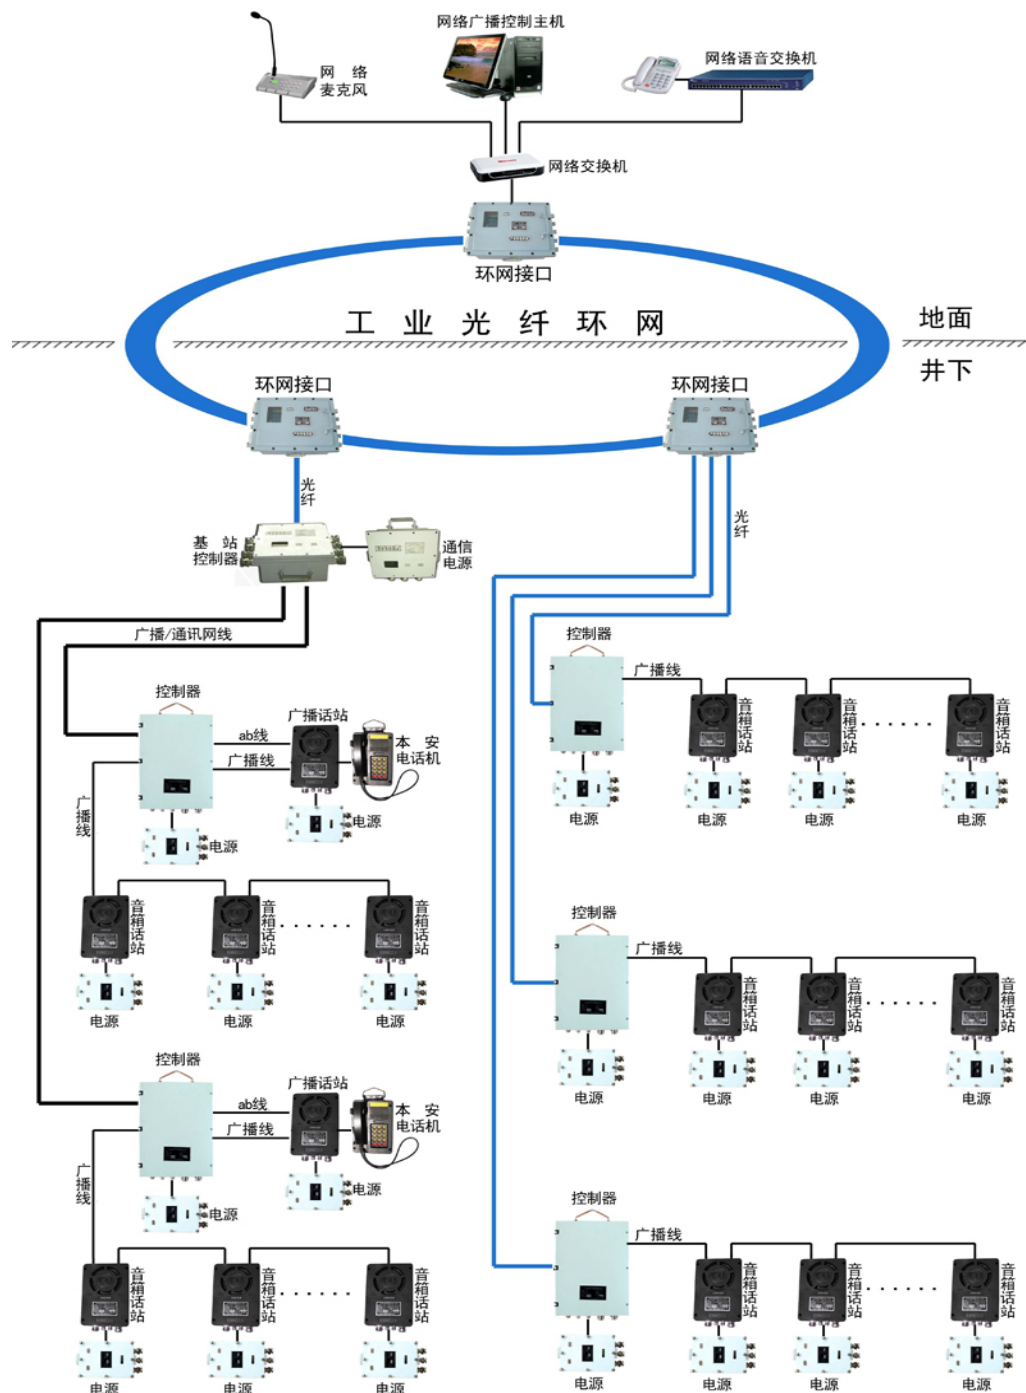 网络广播控制主机
网络语音交换机
网 络
麦克风
网络交换机
环网接口
工业光纤环网
地面
井下
环网接口
环网接口
光纤
光纤
基 站
控制器
通信
电源
广播/通讯网线
控制器
广播线
控制器
广播话站
音箱话站
音箱话站
音箱话站
ab线
本 安
电话机
广播线
广播线
电源
电源
电源
电源
电源
电源
音箱话站
音箱话站
音箱话站
控制器
广播线
音箱话站
音箱话站
音箱话站
电源
电源
电源
控制器
广播话站
ab线
本 安
电话机
广播线
电源
电源
电源
广播线
控制器
电源
电源
广播线
音箱话站
音箱话站
音箱话站
音箱话站
音箱话站
音箱话站
电源
电源
电源
电源
电源
电源